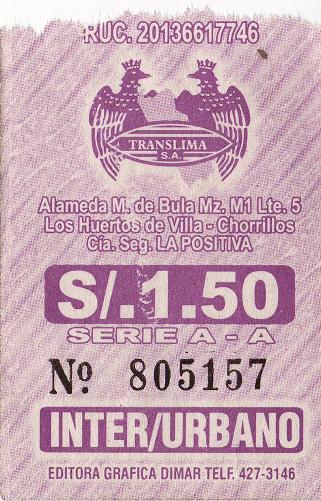 RUC. 20136617746
TRANSLIMA
S.A.
Alameda M. de Bula Mz. M1 Lte. 5
Los Huertos de Villa - Chorrillos
Cía. Seg. LA POSITIVA
S/.1.50
SERIE A - A
Nº 805157
INTER/URBANO
EDITORA GRAFICA DIMAR TELF. 427-3146